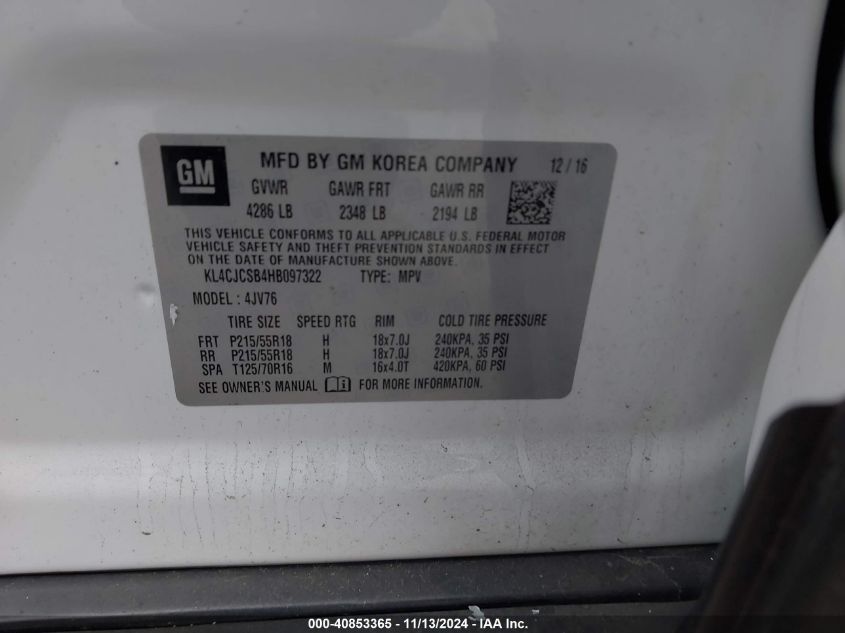 GM MFD BY GM KOREA COMPANY 12 / 16
GVWR GAWR FRT GAWR RR
4286 LB 2348 LB 2194 LB
THIS VEHICLE CONFORMS TO ALL APPLICABLE U.S. FEDERAL MOTOR
VEHICLE SAFETY AND THEFT PREVENTION STANDARDS IN EFFECT
ON THE DATE OF MANUFACTURE SHOWN ABOVE.
KL4CJCSB4HB097322 TYPE: MPV
MODEL : 4JV76
TIRE SIZE SPEED RTG RIM COLD TIRE PRESSURE
FRT P215/55R18 H 18x7.0J 240KPA, 35 PSI
RR P215/55R18 H 18x7.0J 240KPA, 35 PSI
SPA T125/70R16 M 16x4.0T 420KPA, 60 PSI
SEE OWNER'S MANUAL FOR MORE INFORMATION.
000-40853365 - 11/13/2024 - IAA Inc.